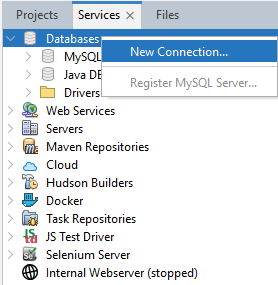 Projects Services Files
Databases
New Connection...
MySQL
Register MySQL Server...
Java DB
Drivers
Web Services
Servers
Maven Repositories
Cloud
Hudson Builders
Docker
Task Repositories
JS Test Driver
Selenium Server
Internal Webserver (stopped)